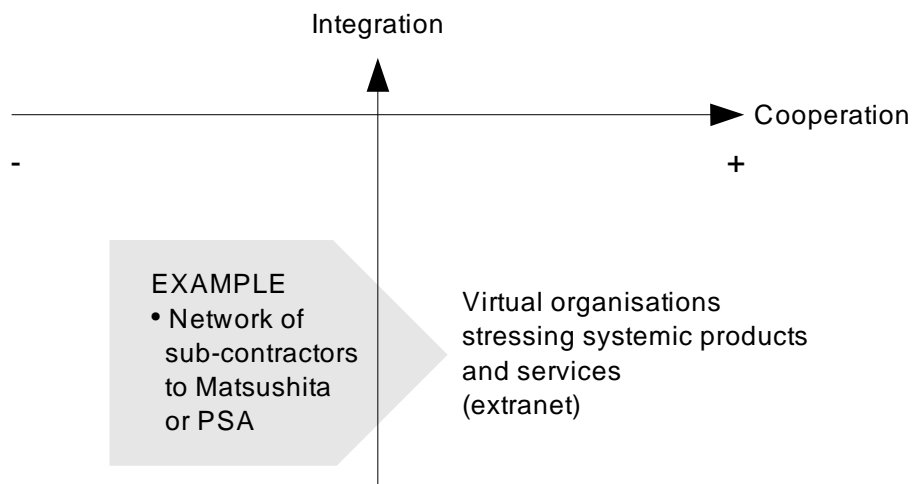 Integration
Cooperation
- +
EXAMPLE
• Network of
sub-contractors
to Matsushita
or PSA
Virtual organisations
stressing systemic products
and services
(extranet)